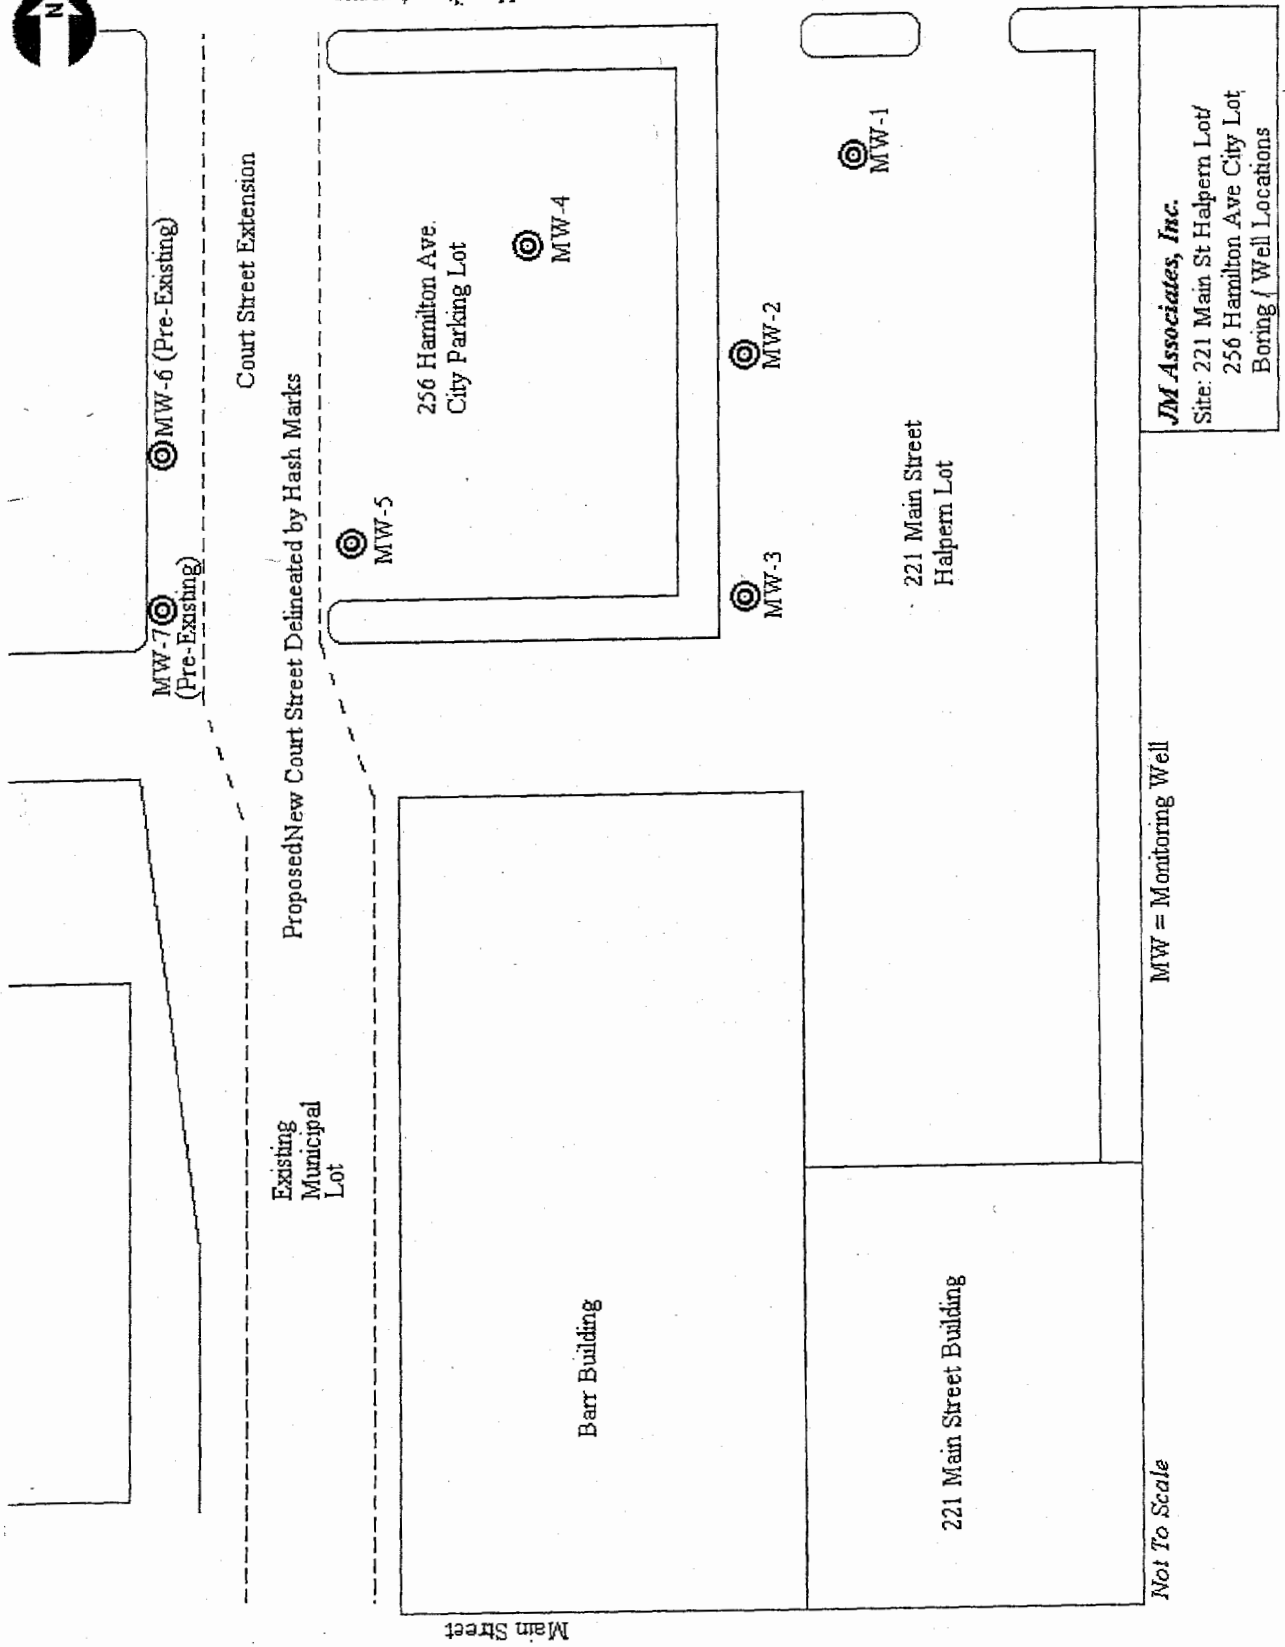 N
MW-7
(Pre-Existing)
MW-6 (Pre-Existing)
Court Street Extension
ProposedNew Court Street Delineated by Hash Marks
Existing
Municipal
Lot
MW-5
256 Hamilton Ave.
City Parking Lot
MW-4
MW-3
MW-2
MW-1
Main Street
Barr Building
221 Main Street
Halpern Lot
221 Main Street Building
Not To Scale
MW = Monitoring Well
JM Associates, Inc.
Site: 221 Main St Halpern Lot/
256 Hamilton Ave City Lot
Boring / Well Locations